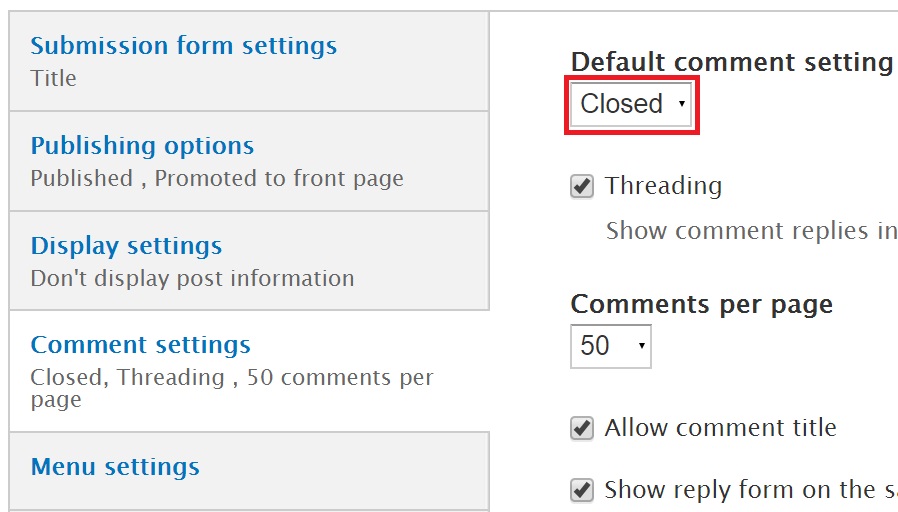 Submission form settings
Title
Publishing options
Published , Promoted to front page
Display settings
Don't display post information
Comment settings
Closed, Threading , 50 comments per
page
Menu settings
Default comment setting
Closed
Threading
Show comment replies in
Comments per page
50
Allow comment title
Show reply form on the